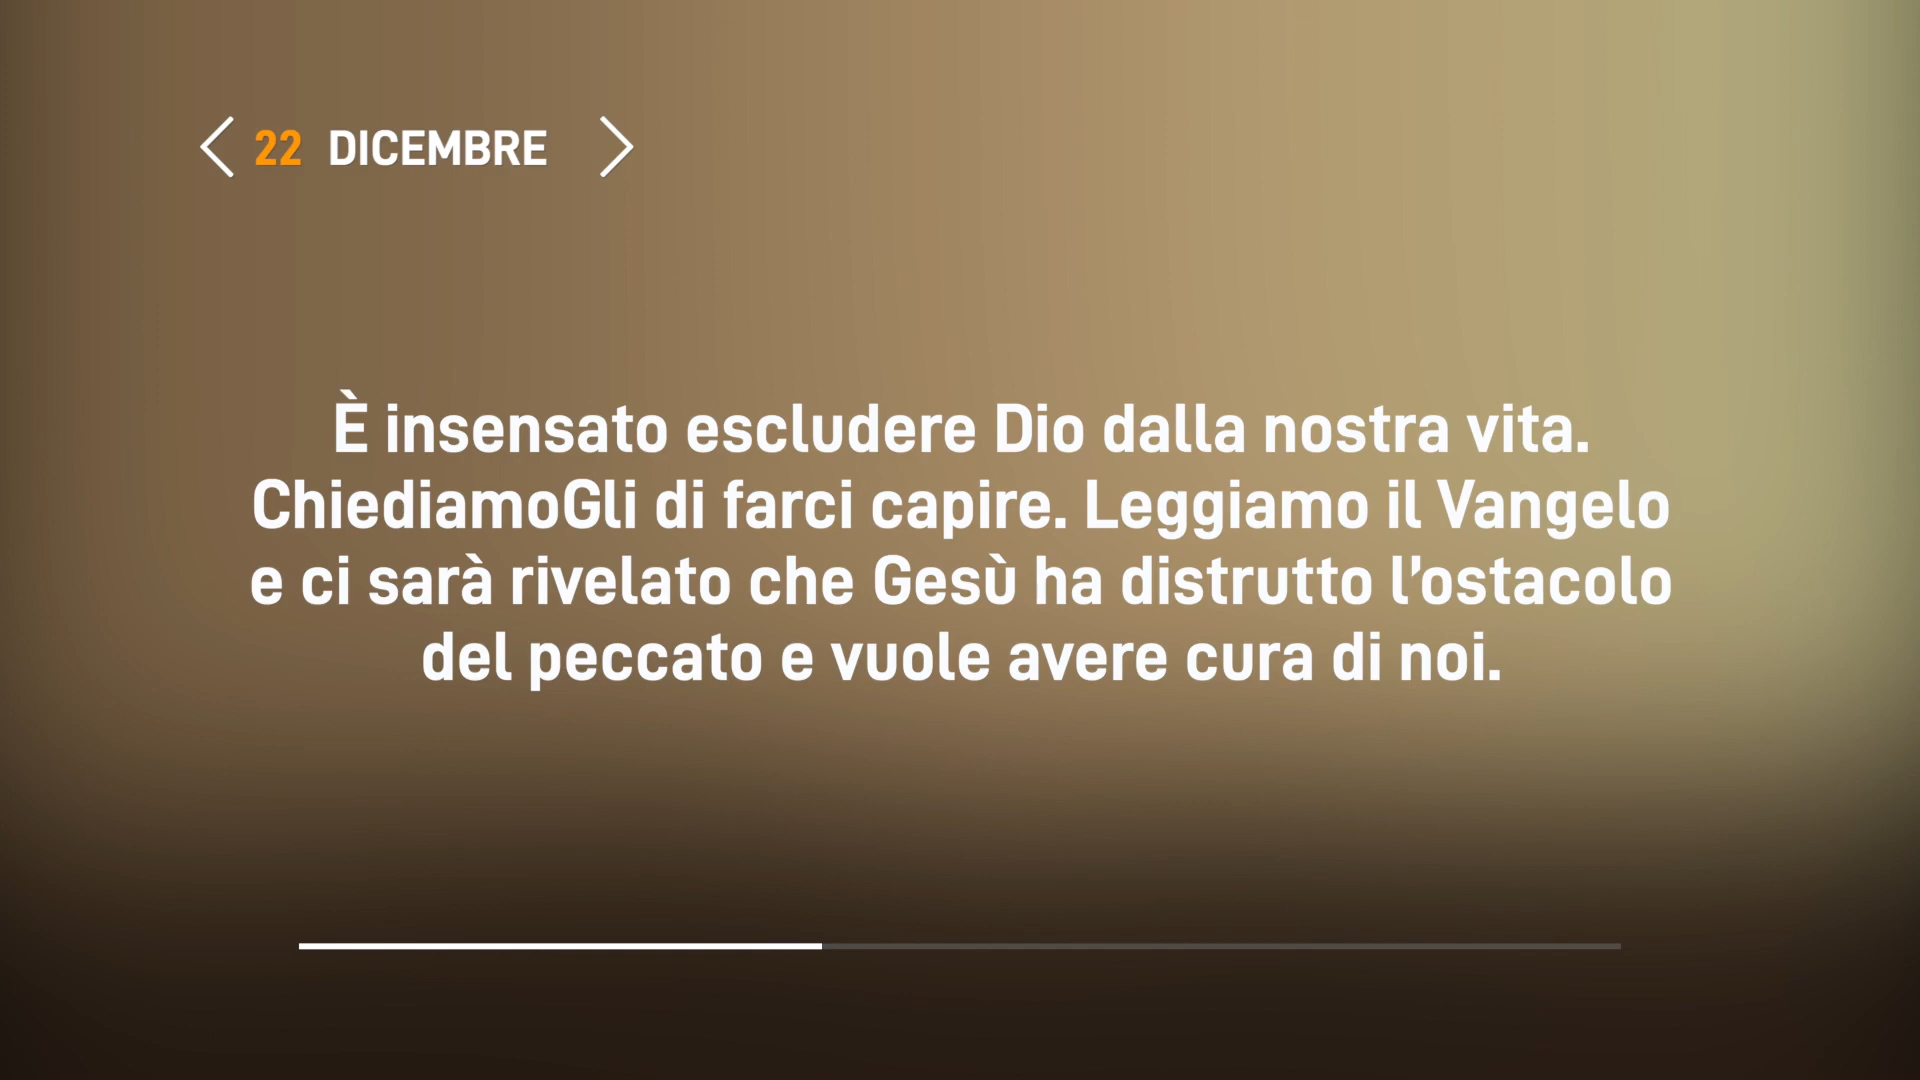 22 DICEMBRE
È insensato escludere Dio dalla nostra vita.
ChiediamoGli di farci capire. Leggiamo il Vangelo
e ci sarà rivelato che Gesù ha distrutto l’ostacolo
del peccato e vuole avere cura di noi.